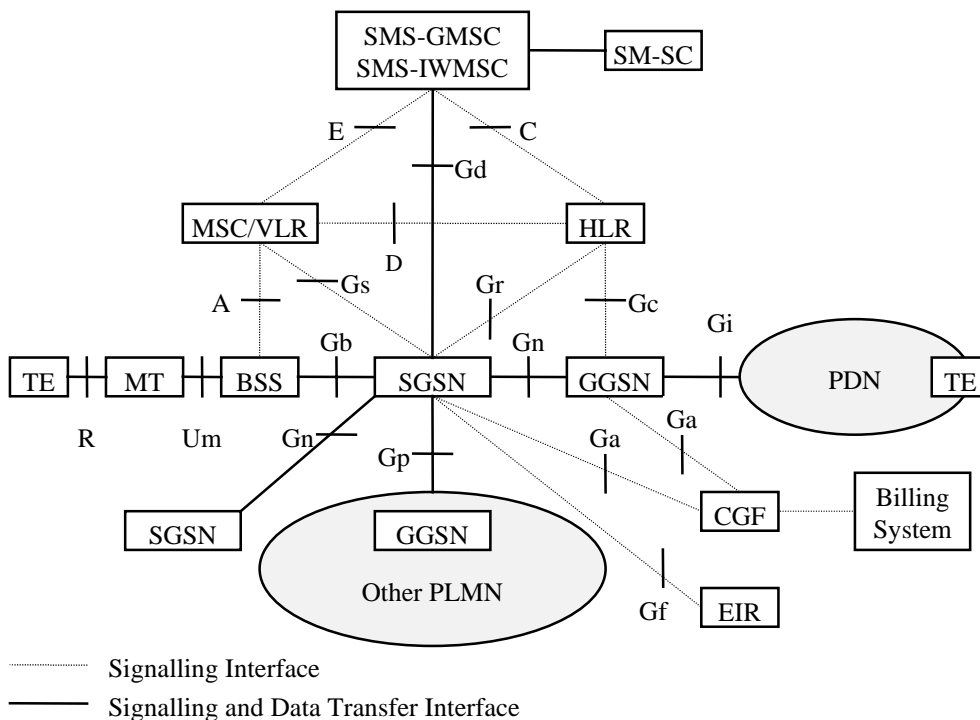 SMS-GMSC
SMS-IWMSC
SM-SC
E
C
Gd
MSC/VLR
HLR
D
Gs
Gr
A
Gc
Gi
Gb
Gn
TE
MT
BSS
SGSN
GGSN
PDN
TE
R
Um
Gn
Gp
Ga
Ga
SGSN
GGSN
CGF
Billing
System
Other PLMN
Gf
EIR
Signalling Interface
Signalling and Data Transfer Interface